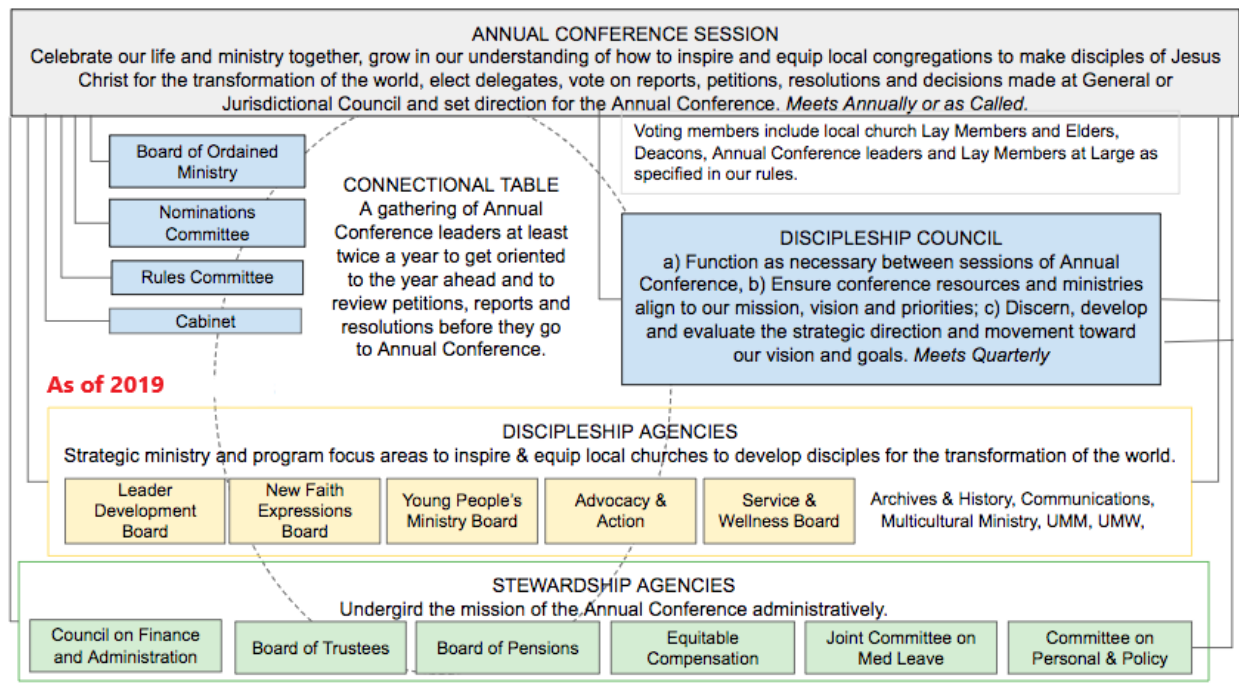 ANNUAL CONFERENCE SESSION
Celebrate our life and ministry together, grow in our understanding of how to inspire and equip local congregations to make disciples of Jesus
Christ for the transformation of the world, elect delegates, vote on reports, petitions, resolutions and decisions made at General or
Jurisdictional Council and set direction for the Annual Conference. Meets Annually or as Called.
Voting members include local church Lay Members and Elders,
Deacons, Annual Conference leaders and Lay Members at Large as
specified in our rules.
Board of Ordained
Ministry
Nominations
Committee
Rules Committee
Cabinet
CONNECTIONAL TABLE
A gathering of Annual
Conference leaders at least
twice a year to get oriented
to the year ahead and to
review petitions, reports and
resolutions before they go
to Annual Conference.
DISCIPLESHIP COUNCIL
a) Function as necessary between sessions of Annual
Conference, b) Ensure conference resources and ministries
align to our mission, vision and priorities; c) Discern, develop
and evaluate the strategic direction and movement toward
our vision and goals. Meets Quarterly
As of 2019
DISCIPLESHIP AGENCIES
Strategic ministry and program focus areas to inspire & equip local churches to develop disciples for the transformation of the world.
Leader
Development
Board
New Faith
Expressions
Board
Young People's
Ministry Board
Advocacy &
Action
Service &
Wellness Board
Archives & History, Communications,
Multicultural Ministry, UMM, UMW,
STEWARDSHIP AGENCIES
Undergird the mission of the Annual Conference administratively.
Council on Finance
and Administration
Board of Trustees
Board of Pensions
Equitable
Compensation
Joint Committee on
Med Leave
Committee on
Personal & Policy